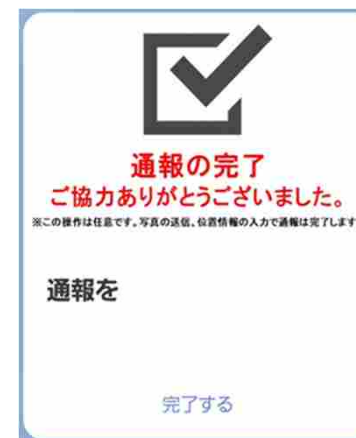 通報の完了
ご協力ありがとうございました。
※この操作は任意です。写真の送信、位置情報の入力で通報は完了します
通報を
完了する